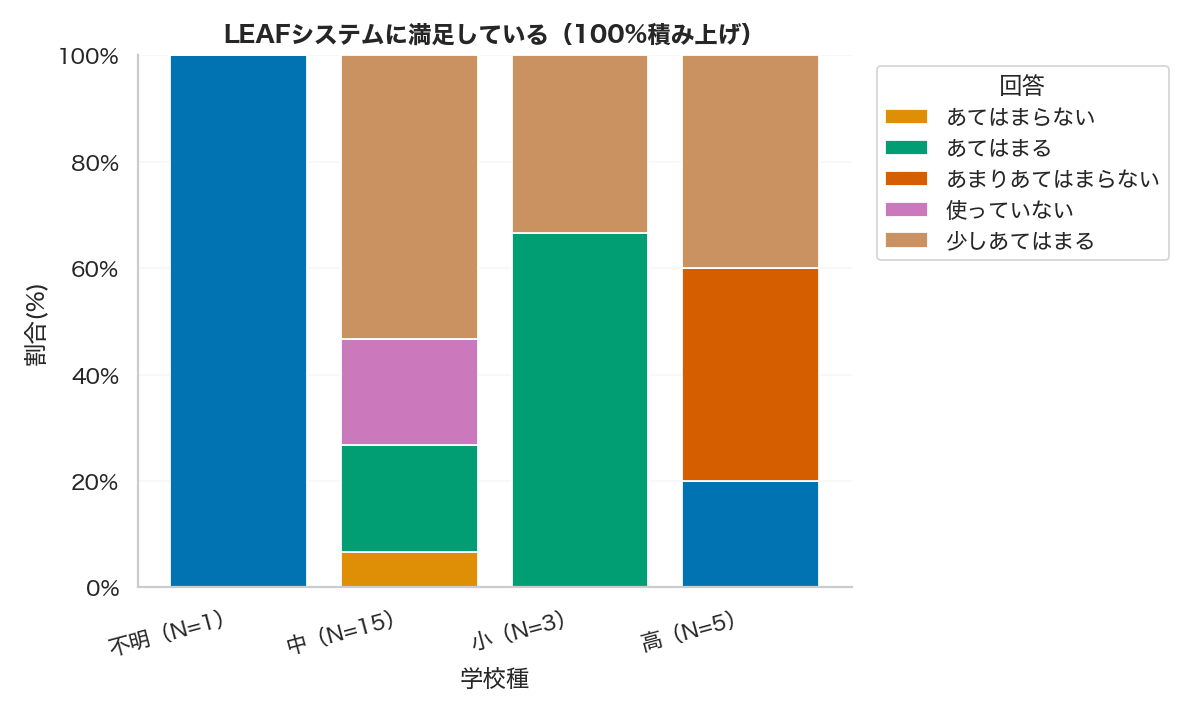 LEAFシステムに満足している（100%積み上げ）
100%
80%
60%
40%
20%
0%
割合(%)
不明（N=1）
中（N=15）
小（N=3）
高（N=5）
学校種
回答
あてはまらない
あてはまる
あまりあてはまらない
使っていない
少しあてはまる